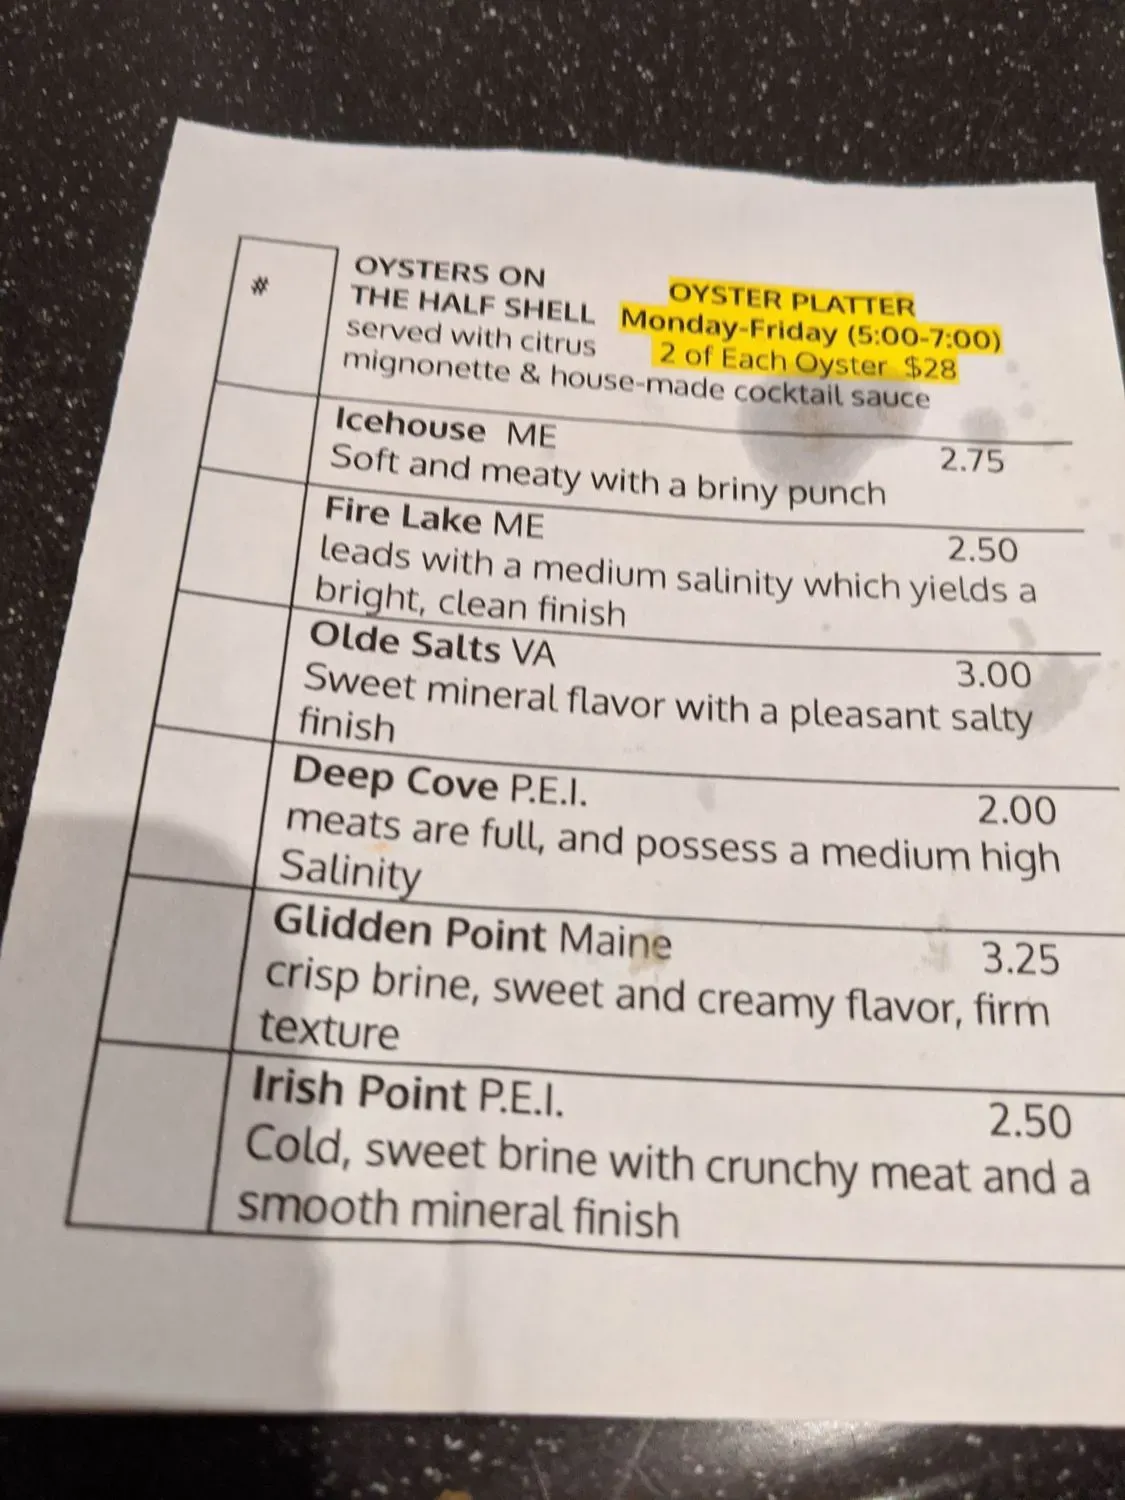 #
OYSTERS ON
THE HALF SHELL
served with citrus
mignonette & house-made cocktail sauce
OYSTER PLATTER
Monday-Friday (5:00-7:00)
2 of Each Oyster $28
Icehouse ME 2.75
Soft and meaty with a briny punch
Fire Lake ME 2.50
leads with a medium salinity which yields a
bright, clean finish
Olde Salts VA 3.00
Sweet mineral flavor with a pleasant salty
finish
Deep Cove P.E.I. 2.00
meats are full, and possess a medium high
Salinity
Glidden Point Maine 3.25
crisp brine, sweet and creamy flavor, firm
texture
Irish Point P.E.I. 2.50
Cold, sweet brine with crunchy meat and a
smooth mineral finish